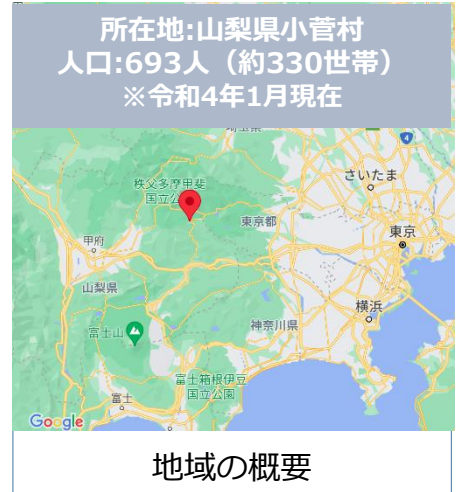 所在地:山梨県小菅村
人口:693人（約330世帯）
※令和4年1月現在
埼玉県
4
さいたま
秩父多摩甲斐
国立公
東京都
東京
甲府
山梨県
横浜
富士山
神奈川県
富士箱根伊豆
国立公園
富士
Google
地域の概要